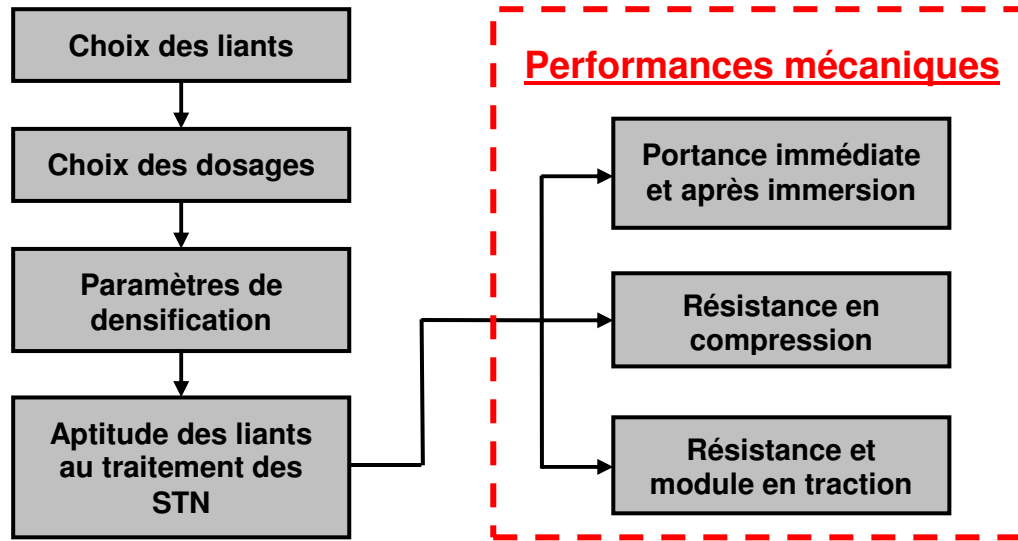 Choix des liants
Choix des dosages
Paramètres de
densification
Aptitude des liants
au traitement des
STN
Performances mécaniques
Portance immédiate
et après immersion
Résistance en
compression
Résistance et
module en traction